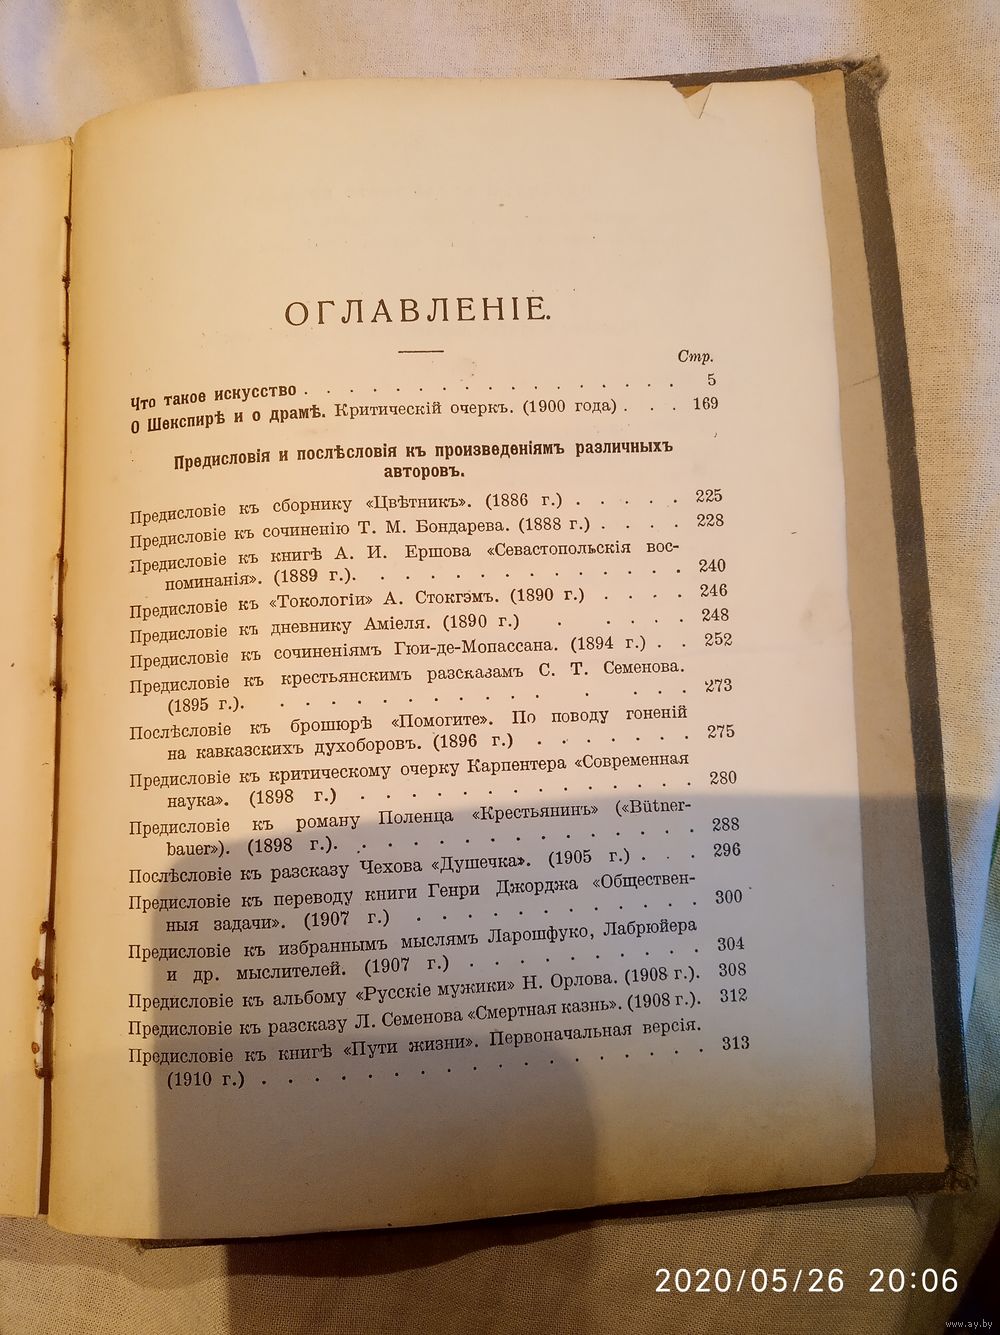 ОГЛАВЛЕНІЕ.
Стр.
Что такое искусство . . . . . . . . . . . . . . . . 5
О Шекспирѣ и о драмѣ. Критическій очеркъ. (1900 года) . . . 169
Предисловія и послѣсловія къ произведеніямъ различныхъ
авторовъ.
Предисловіе къ сборнику «Цвѣтникъ». (1886 г.) . . . . . 225
Предисловіе къ сочиненію Т. М. Бондарева. (1888 г.) . . . . 228
Предисловіе къ книгѣ А. И. Ершова «Севастопольскія вос-
поминанія». (1889 г.). . . . . . . . . . . . . . 240
Предисловіе къ «Токологіи» А. Стокгэмъ. (1890 г.) . . . . 246
Предисловіе къ дневнику Аміеля. (1890 г.) . . . . . 248
Предисловіе къ сочиненіямъ Гюи-де-Мопассана. (1894 г.) . . 252
Предисловіе къ крестьянскимъ разсказамъ С. Т. Семенова.
(1895 г.). . . . . . . . . . . . . . . . . 273
Послѣсловіе къ брошюрѣ «Помогите». По поводу гоненій
на кавказскихъ духоборовъ. (1896 г.) . . . . . . . 275
Предисловіе къ критическому очерку Карпентера «Современная
наука». (1898 г.) . . . . . . . . . . . . . 280
Предисловіе къ роману Поленца «Крестьянинъ» («Bütner-
bauer»). (1898 г.). . . . . . . . . . . . . . . 288
Послѣсловіе къ разсказу Чехова «Душечка». (1905 г.) . . . 296
Предисловіе къ переводу книги Генри Джорджа «Обществен-
ныя задачи». (1907 г.) . . . . . . . . . . . 300
Предисловіе къ избраннымъ мыслямъ Ларошфуко, Лабрюйера
и др. мыслителей. (1907 г.) . . . . . . . . . 304
Предисловіе къ альбому «Русскіе мужики» Н. Орлова. (1908 г.). 308
Предисловіе къ разсказу Л. Семенова «Смертная казнь». (1908 г.). 312
Предисловіе къ книгѣ «Пути жизни». Первоначальная версія.
(1910 г.) . . . . . . . . . . . . . . . . . 313
2020/05/26 20:06
www.ay.by